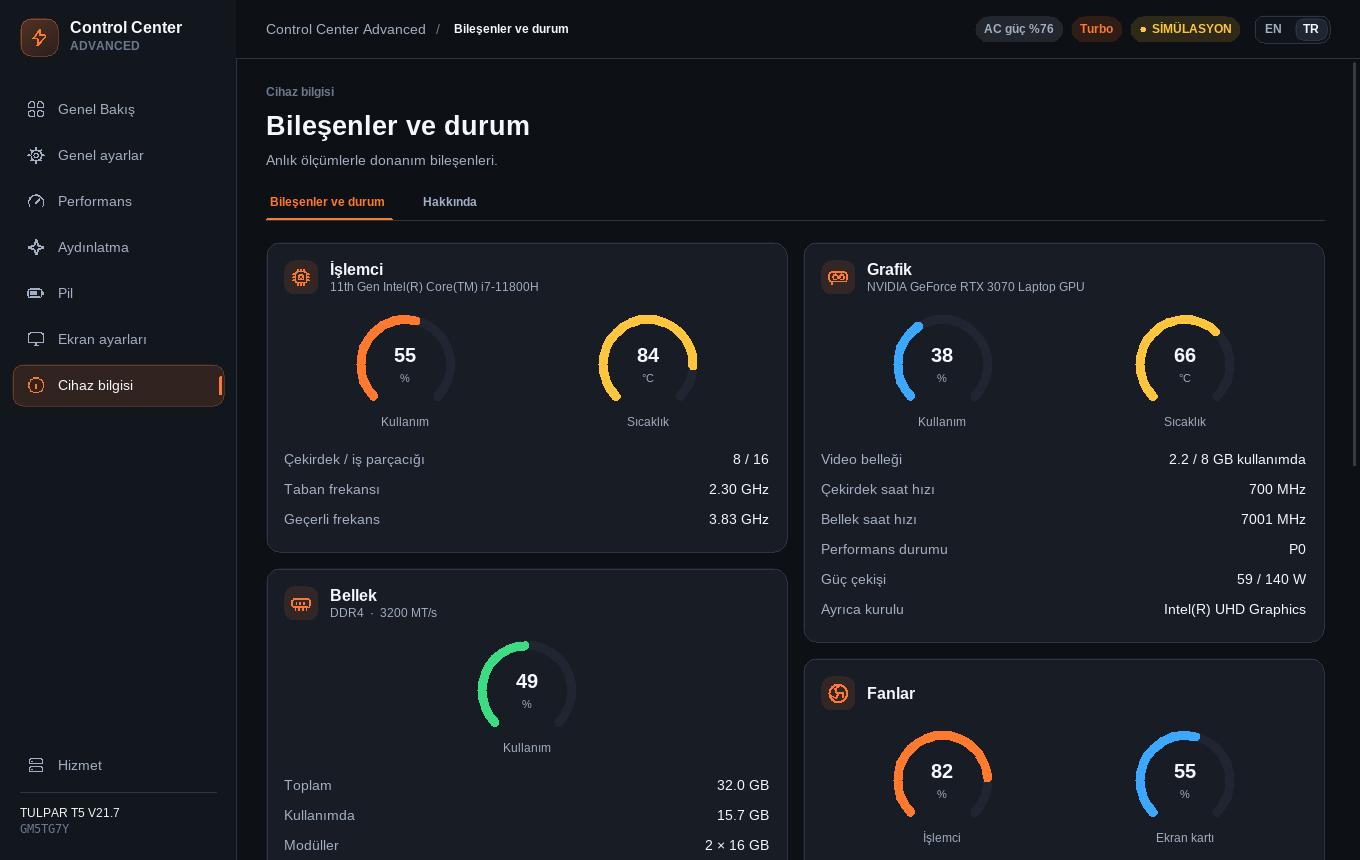 Control Center
ADVANCED
Genel Bakış
Genel ayarlar
Performans
Aydınlatma
Pil
Ekran ayarları
Cihaz bilgisi
Hizmet
TULPAR T5 V21.7
GM5TG7Y
Control Center Advanced / Bileşenler ve durum
AC güç %76
Turbo
SİMÜLASYON
EN
TR
Cihaz bilgisi
Bileşenler ve durum
Anlık ölçümlerle donanım bileşenleri.
Bileşenler ve durum
Hakkında
İşlemci
11th Gen Intel(R) Core(TM) i7-11800H
55
%
Kullanım
84
°C
Sıcaklık
Çekirdek / iş parçacığı 8 / 16
Taban frekansı 2.30 GHz
Geçerli frekans 3.83 GHz
Bellek
DDR4 · 3200 MT/s
49
%
Kullanım
Toplam 32.0 GB
Kullanımda 15.7 GB
Modüller 2 × 16 GB
Grafik
NVIDIA GeForce RTX 3070 Laptop GPU
38
%
Kullanım
66
°C
Sıcaklık
Video belleği 2.2 / 8 GB kullanımda
Çekirdek saat hızı 700 MHz
Bellek saat hızı 7001 MHz
Performans durumu P0
Güç çekişi 59 / 140 W
Ayrıca kurulu Intel(R) UHD Graphics
Fanlar
82
%
İşlemci
55
%
Ekran kartı